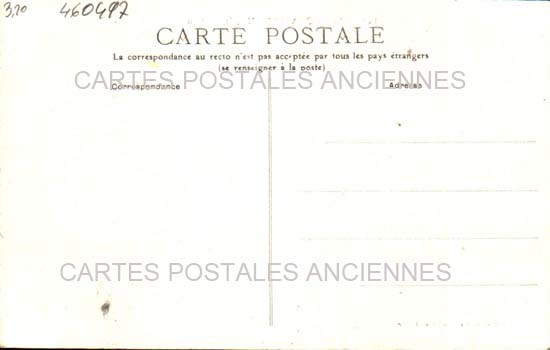 3,20 460497
CARTE POSTALE
La correspondance au recto n'est pas acceptée par tous les pays étrangers
(se renseigner à la poste)
CARTES POSTALES ANCIENNES
Correspondance Adresse
CARTES POSTALES ANCIENNES